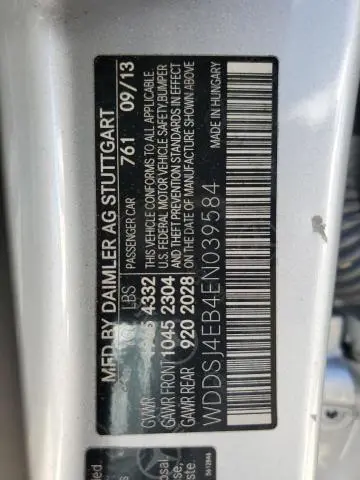 MFD BY DAIMLER AG STUTTGART
PASSENGER CAR 761 09/13
LBS
GVWR 4332
GAWR FRONT 1045 2304
GAWR REAR 920 2028
THIS VEHICLE CONFORMS TO ALL APPLICABLE
U.S. FEDERAL MOTOR VEHICLE SAFETY,BUMPER
AND THEFT PREVENTION STANDARDS IN EFFECT
ON THE DATE OF MANUFACTURE SHOWN ABOVE
MADE IN HUNGARY
WDDSJ4EB4EN039584